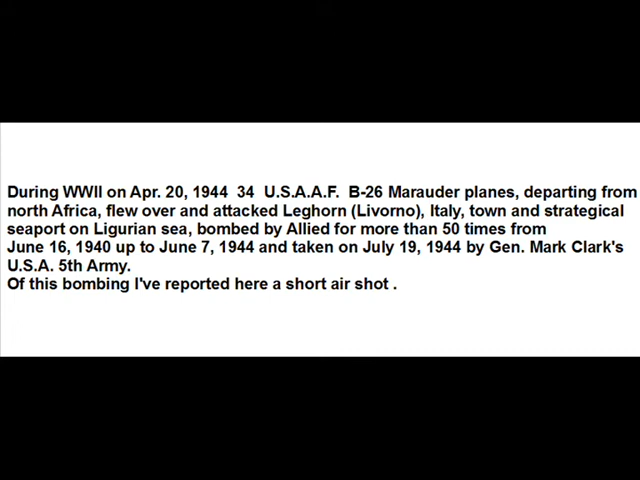 During WWII on Apr. 20, 1944 34 U.S.A.A.F. B-26 Marauder planes, departing from
north Africa, flew over and attacked Leghorn (Livorno), Italy, town and strategical
seaport on Ligurian sea, bombed by Allied for more than 50 times from
June 16, 1940 up to June 7, 1944 and taken on July 19, 1944 by Gen. Mark Clark's
U.S.A. 5th Army.
Of this bombing I've reported here a short air shot .